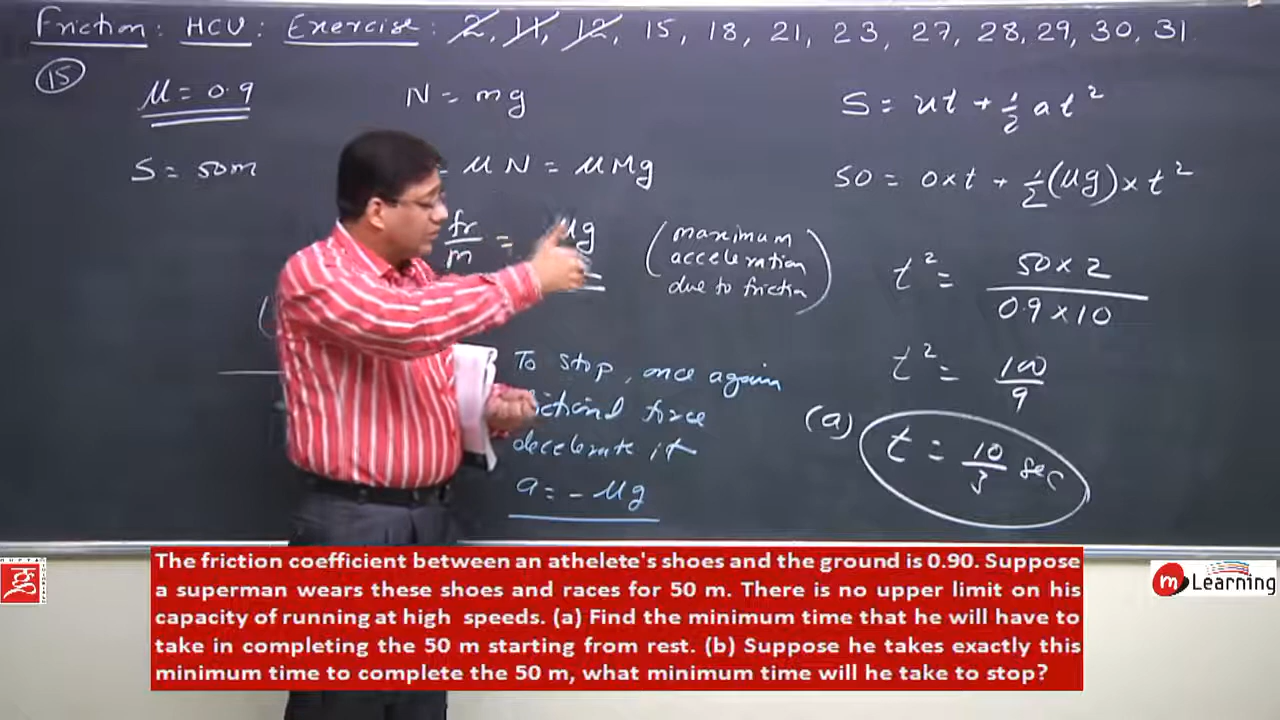 Friction : HCV : Exercise : 2, 11, 12, 15, 18, 21, 23, 27, 28, 29, 30, 31
15
μ = 0.9
N = mg
S = 50m
= μ N = μMg
fr/m = μg
(maximum
acceleration
due to friction)
To stop, once again
frictional force
decelerate it
a = - μg
S = ut + 1/2 at²
50 = 0×t + 1/2 (μg) × t²
t² = 50×2 / 0.9×10
t² = 100/9
(a) t = 10/3 sec
The friction coefficient between an athelete's shoes and the ground is 0.90. Suppose
a superman wears these shoes and races for 50 m. There is no upper limit on his
capacity of running at high speeds. (a) Find the minimum time that he will have to
take in completing the 50 m starting from rest. (b) Suppose he takes exactly this
minimum time to complete the 50 m, what minimum time will he take to stop?
g
m Learning